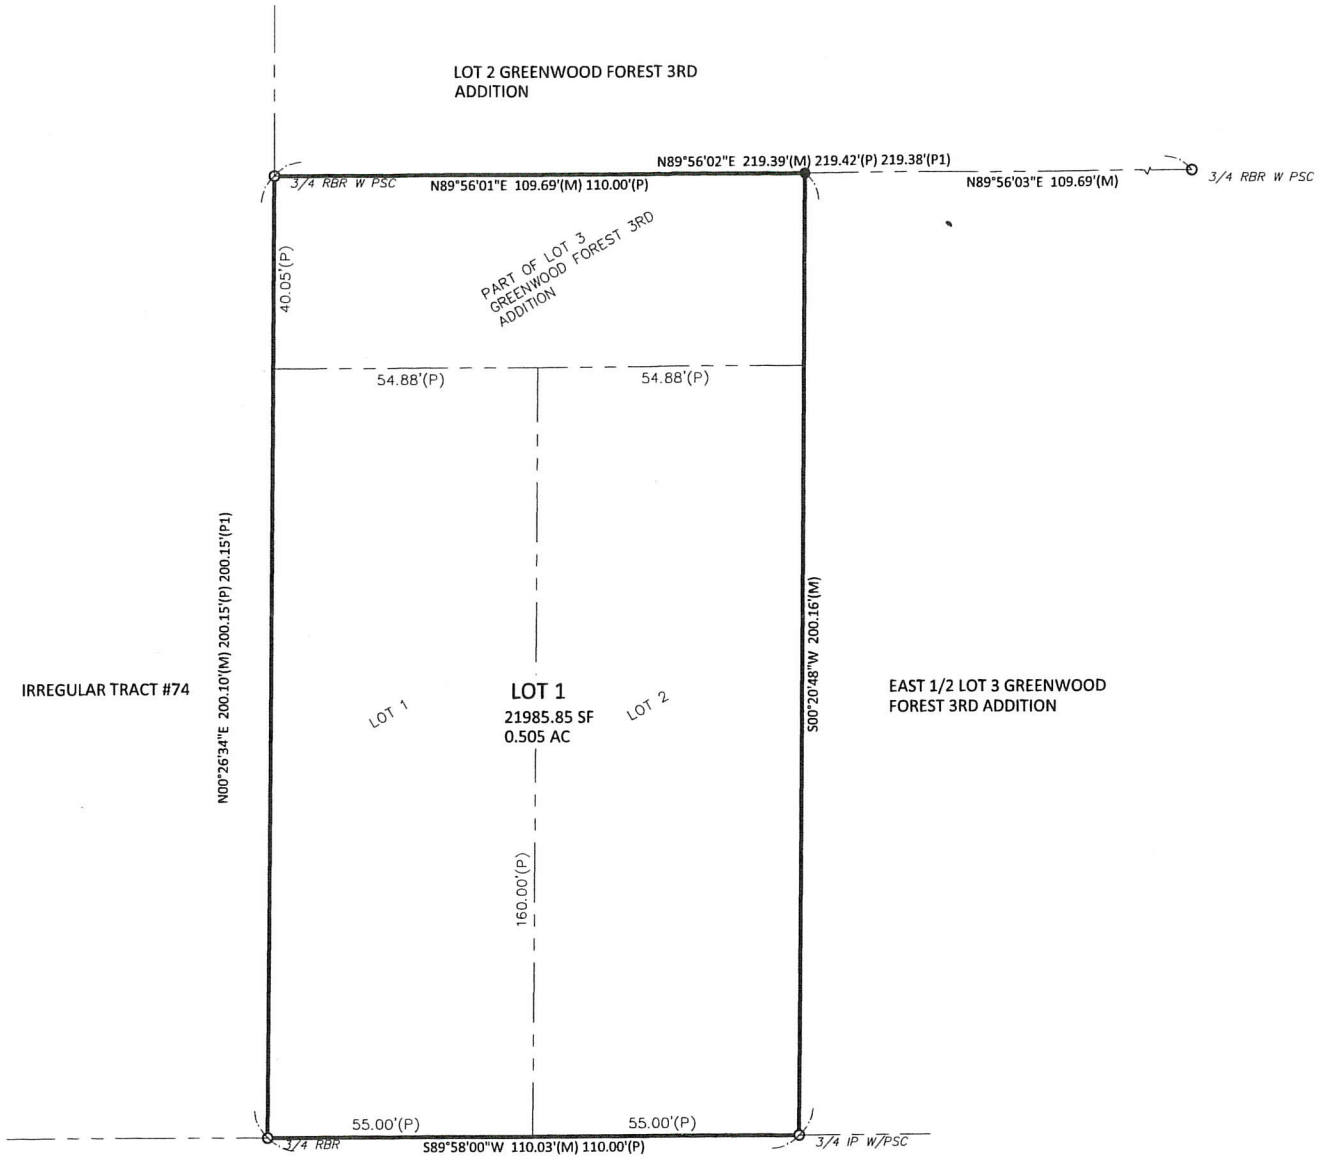 LOT 2 GREENWOOD FOREST 3RD
ADDITION
N89°56'02"E 219.39'(M) 219.42'(P) 219.38'(P1)
3/4 RBR W PSC
N89°56'01"E 109.69'(M) 110.00'(P)
N89°56'03"E 109.69'(M)
3/4 RBR W PSC
40.05'(P)
PART OF LOT 3
GREENWOOD FOREST 3RD
ADDITION
54.88'(P)
54.88'(P)
N00°26'34"E 200.10'(M) 200.15'(P) 200.15'(P1)
S00°20'48"W 200.16'(M)
IRREGULAR TRACT #74
LOT 1
LOT 1
21985.85 SF
0.505 AC
LOT 2
EAST 1/2 LOT 3 GREENWOOD
FOREST 3RD ADDITION
160.00'(P)
55.00'(P)
55.00'(P)
3/4 RBR
S89°58'00"W 110.03'(M) 110.00'(P)
3/4 IP W/PSC